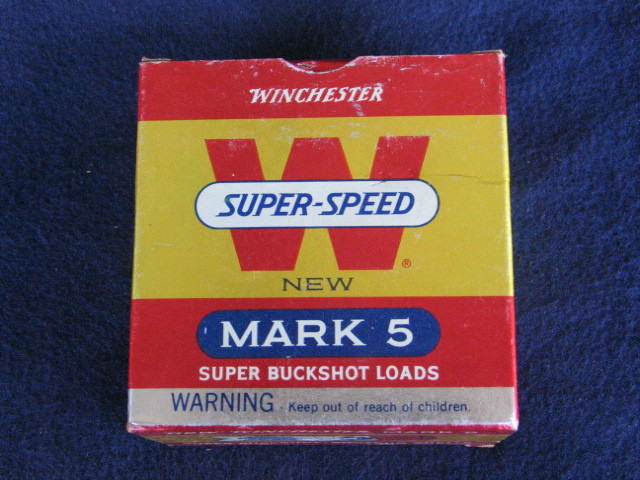 WINCHESTER
W
SUPER-SPEED
®
NEW
MARK 5
SUPER BUCKSHOT LOADS
WARNING - Keep out of reach of children.